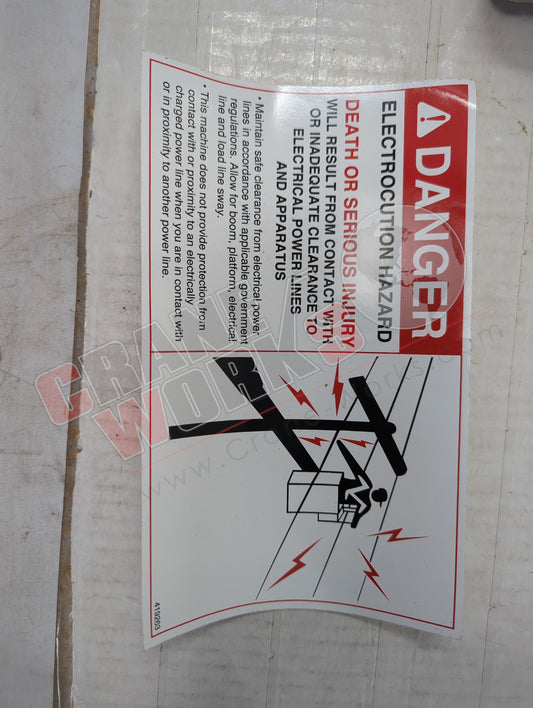 DANGER
ELECTROCUTION HAZARD
DEATH OR SERIOUS INJURY
WILL RESULT FROM CONTACT WITH
OR INADEQUATE CLEARANCE TO
ELECTRICAL POWER LINES
AND APPARATUS
• Maintain safe clearance from electrical power
lines in accordance with applicable government
regulations. Allow for boom, platform, electrical
line and load line sway.
• This machine does not provide protection from
contact with or proximity to an electrically
charged power line when you are in contact with
or in proximity to another power line.
419263
CRANE
WORKS
www.Crane-Works.com